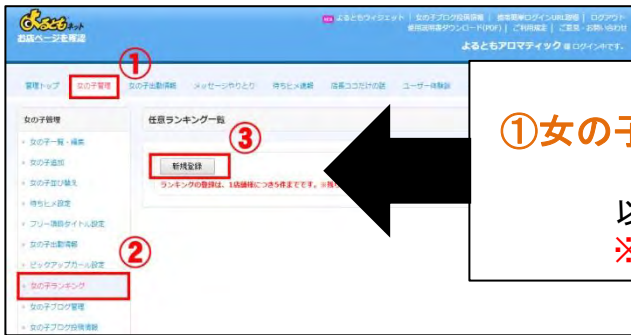 よるともネット
お店ページを確認
よるともウィジェット | 女の子ブログ投稿情報 | 携帯簡単ログインURL登録 | ログアウト
使用説明書ダウンロード(PDF) | ご利用規定 | ご意見・お問い合わせ
よるともアロマティック 様 ログイン中です。
①
管理トップ 女の子管理 女の子出勤情報 メッセージやりとり 待ちヒメ速報 店長ココだけの話 ユーザー体験談
女の子管理
任意ランキング一覧
③
新規登録
ランキングの登録は、1店舗様につき5件までです。※残り
女の子一覧・編集
女の子追加
女の子並び替え
待ちヒメ設定
フリー項目タイトル設定
女の子出勤情報
ピックアップガール設定
②
女の子ランキング
女の子ブログ管理
女の子ブログ投稿情報
①女の子
以
※